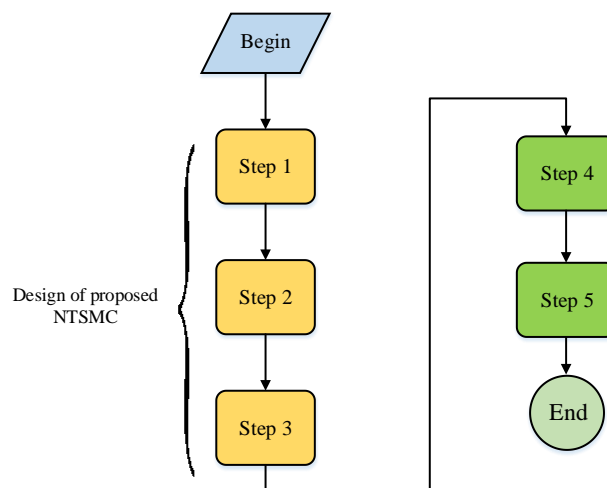 Begin
Step 1
Step 2
Step 3
Design of proposed
NTSMC
Step 4
Step 5
End